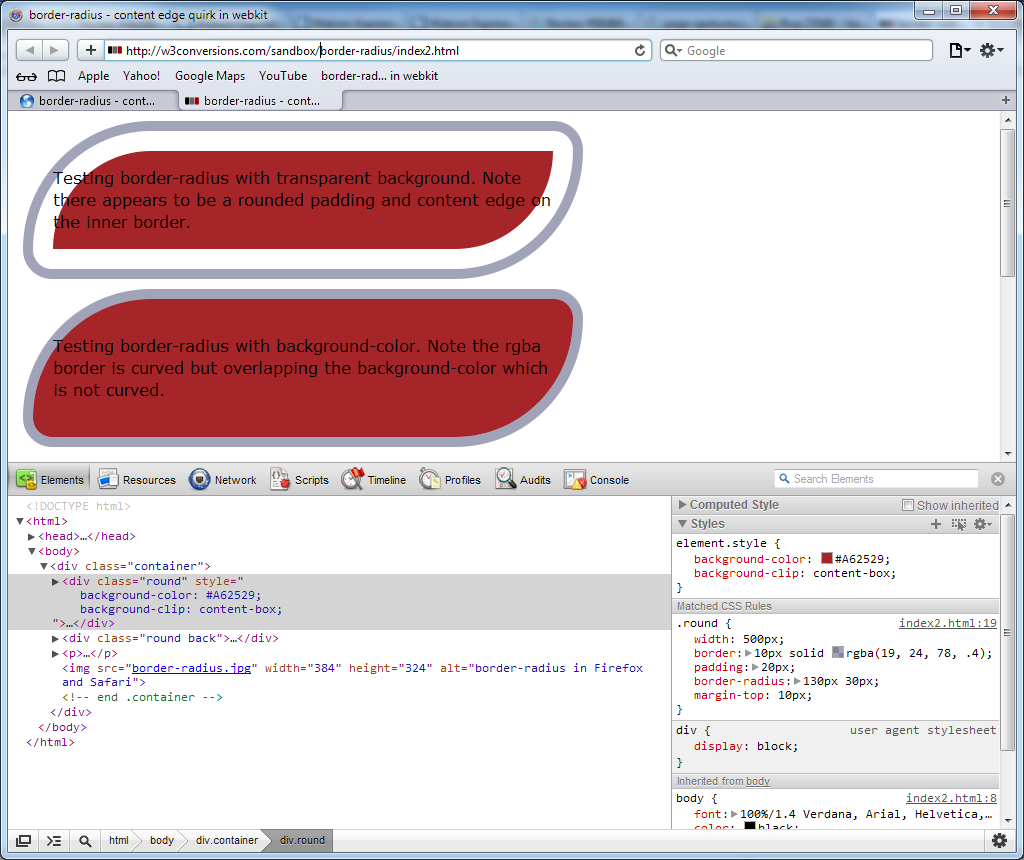 border-radius - content edge quirk in webkit
http://w3conversions.com/sandbox/border-radius/index2.html
Google
Apple Yahoo! Google Maps YouTube border-rad... in webkit
border-radius - cont... border-radius - cont...
Testing border-radius with transparent background. Note
there appears to be a rounded padding and content edge on
the inner border.
Testing border-radius with background-color. Note the rgba
border is curved but overlapping the background-color which
is not curved.
Elements Resources Network Scripts Timeline Profiles Audits Console Search Elements
<!DOCTYPE html>
<html>
<head>…</head>
<body>
<div class="container">
<div class="round" style="
background-color: #A62529;
background-clip: content-box;
">…</div>
<div class="round back">…</div>
<p>…</p>
<img src="border-radius.jpg" width="384" height="324" alt="border-radius in Firefox
and Safari">
<!-- end .container -->
</div>
</body>
</html>
Computed Style Show inherited
Styles
element.style {
background-color: #A62529;
background-clip: content-box;
}
Matched CSS Rules
.round { index2.html:19
width: 500px;
border: 10px solid rgba(19, 24, 78, .4);
padding: 20px;
border-radius: 130px 30px;
margin-top: 10px;
}
div { user agent stylesheet
display: block;
}
Inherited from body
body { index2.html:8
font: 100%/1.4 Verdana, Arial, Helvetica,…
color: black;
html body div.container div.round